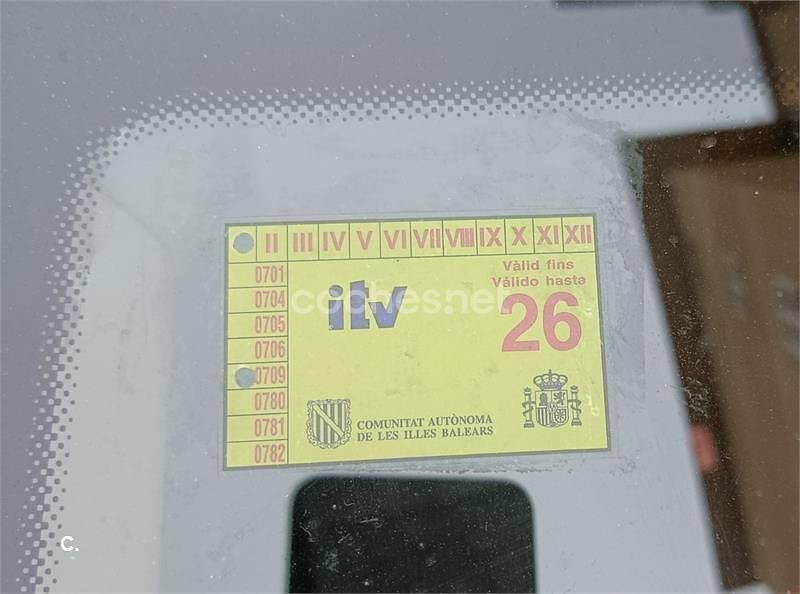 II III IV V VI VII VIII IX X XI XII
0701
Vàlid fins
Válido hasta
0704
itv
26
coches.net
0705
0706
0709
0780
0781
0782
COMUNITAT AUTÒNOMA
DE LES ILLES BALEARS
C.